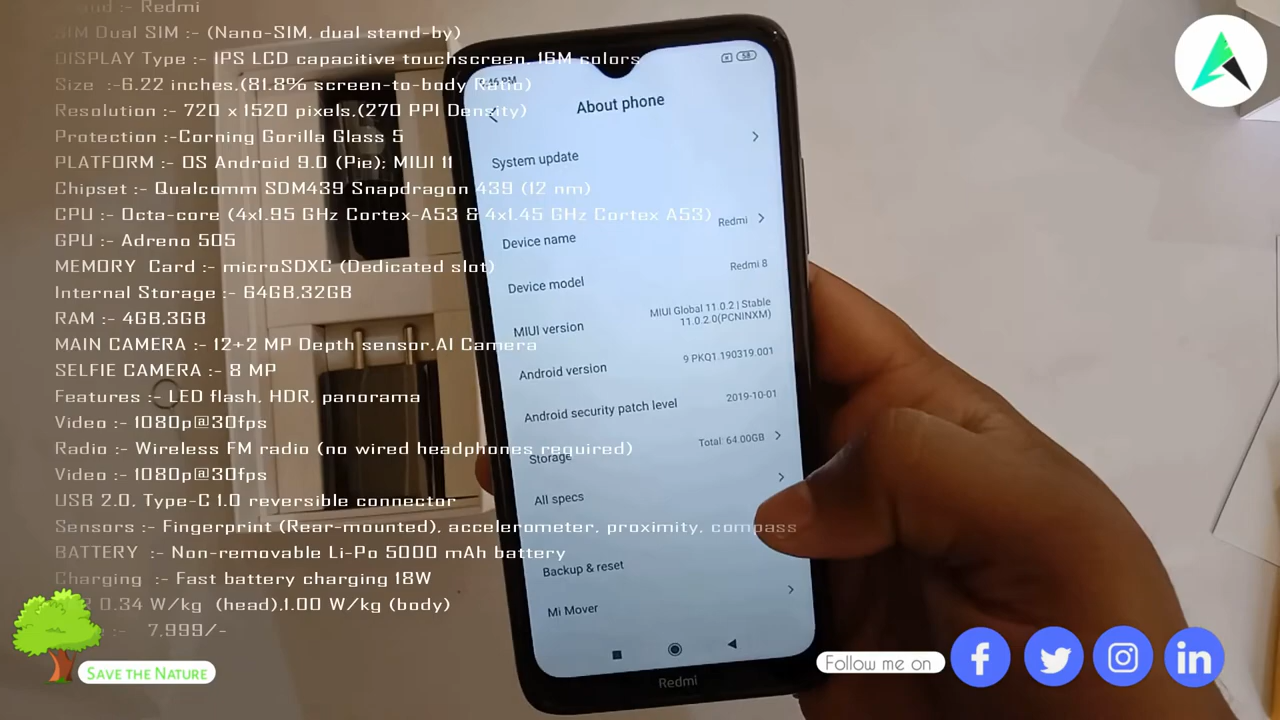 : Redmi
SIM Dual SIM :- (Nano-SIM, dual stand-by)
DISPLAY Type :- IPS LCD capacitive touchscreen, 16M colors
Size :-6.22 inches,(81.8% screen-to-body Ratio)
Resolution :- 720 x 1520 pixels,(270 PPI Density)
Protection :-Corning Gorilla Glass 5
PLATFORM :- OS Android 9.0 (Pie); MIUI 11
Chipset :- Qualcomm SDM439 Snapdragon 439 (12 nm)
CPU :- Octa-core (4x1.95 GHz Cortex-A53 & 4x1.45 GHz Cortex A53)
GPU :- Adreno 505
MEMORY Card :- microSDXC (Dedicated slot)
Internal Storage :- 64GB,32GB
RAM :- 4GB,3GB
MAIN CAMERA :- 12+2 MP Depth sensor,AI Camera
SELFIE CAMERA :- 8 MP
Features :- LED flash, HDR, panorama
Video :- 1080p@30fps
Radio :- Wireless FM radio (no wired headphones required)
Video :- 1080p@30fps
USB 2.0, Type-C 1.0 reversible connector
Sensors :- Fingerprint (Rear-mounted), accelerometer, proximity, compass
BATTERY :- Non-removable Li-Po 5000 mAh battery
Charging :- Fast battery charging 18W
0.34 W/kg (head),1.00 W/kg (body)
:- 7,999/-
SAVE THE NATURE
58
About phone
System update
Device name Redmi
Device model Redmi 8
MIUI version MIUI Global 11.0.2 | Stable
11.0.2.0(PCNINXM)
Android version 9 PKQ1.190319.001
Android security patch level 2019-10-01
Storage Total: 64.00GB
All specs
Backup & reset
Mi Mover
Redmi
Follow me on